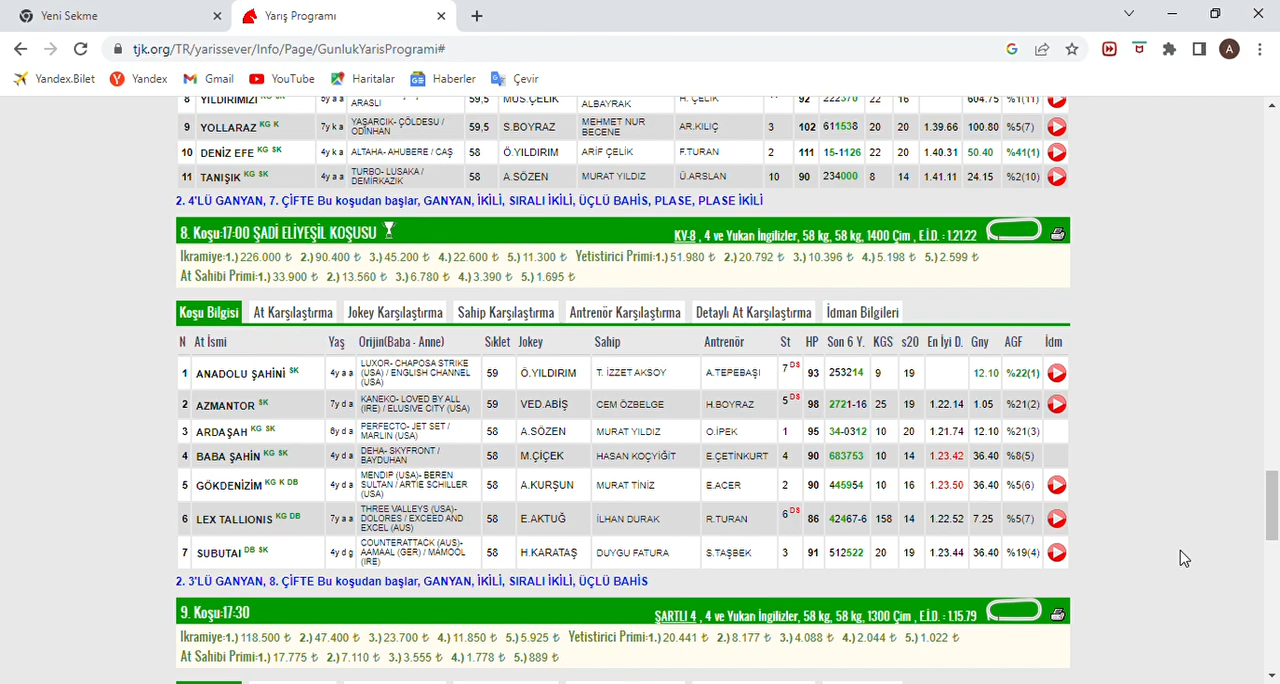 Yeni Sekme
Yarış Programı
tjk.org/TR/yarissever/Info/Page/GunlukYarisProgrami#
A
Yandex.Bilet Yandex Gmail YouTube Haritalar Haberler Çevir
8 YILDIRIMIZI KG SK 5y a a ARASLI 59,5 MUS.ÇELİK ALBAYRAK H. ÇELİK 92 222370 22 16 604.75 %1(11)
9 YOLLARAZ KG K 7y k a YAŞARCIK- ÇÖLDESU / ODİNHAN 59,5 S.BOYRAZ MEHMET NUR BECENE AR.KILIÇ 3 102 611538 20 20 1.39.66 100.80 %5(7)
10 DENİZ EFE KG SK 4y k a ALTAHA- AHUBERE / CAŞ 58 Ö.YILDIRIM ARİF ÇELİK F.TURAN 2 111 15-1126 22 20 1.40.31 50.40 %41(1)
11 TANIŞIK KG SK 4y a a TURBO- LUSAKA / DEMİRKAZIK 58 A.SÖZEN MURAT YILDIZ Ü.ARSLAN 10 90 234000 8 14 1.41.11 24.15 %2(10)
2. 4'LÜ GANYAN, 7. ÇİFTE Bu koşudan başlar, GANYAN, İKİLİ, SIRALI İKİLİ, ÜÇLÜ BAHİS, PLASE, PLASE İKİLİ
8. Koşu:17:00 ŞADİ ELİYEŞİL KOŞUSU KV-8 , 4 ve Yukarı İngilizler, 58 kg, 58 kg, 1400 Çim , E.İ.D. : 1.21.22
İkramiye:1.) 226.000 ₺ 2.) 90.400 ₺ 3.) 45.200 ₺ 4.) 22.600 ₺ 5.) 11.300 ₺ Yetistirici Primi:1.) 51.980 ₺ 2.) 20.792 ₺ 3.) 10.396 ₺ 4.) 5.198 ₺ 5.) 2.599 ₺
At Sahibi Primi:1.) 33.900 ₺ 2.) 13.560 ₺ 3.) 6.780 ₺ 4.) 3.390 ₺ 5.) 1.695 ₺
Koşu Bilgisi At Karşılaştırma Jokey Karşılaştırma Sahip Karşılaştırma Antrenör Karşılaştırma Detaylı At Karşılaştırma İdman Bilgileri
N At İsmi Yaş Orijin(Baba - Anne) Sıklet Jokey Sahip Antrenör St HP Son 6 Y. KGS s20 En İyi D. Gny AGF İdm
1 ANADOLU ŞAHİNİ SK 4y a a LUXOR- CHAPOSA STRIKE (USA) / ENGLISH CHANNEL (USA) 59 Ö.YILDIRIM T. İZZET AKSOY A.TEPEBAŞI 7 DS 93 253214 9 19 12.10 %22(1)
2 AZMANTOR SK 7y d a KANEKO- LOVED BY ALL (IRE) / ELUSIVE CITY (USA) 59 VED.ABİŞ CEM ÖZBELGE H.BOYRAZ 5 DS 98 2721-16 25 19 1.22.14 1.05 %21(2)
3 ARDAŞAH KG SK 8y d a PERFECTO- JET SET / MARLIN (USA) 58 A.SÖZEN MURAT YILDIZ O.İPEK 1 95 34-0312 10 20 1.21.74 12.10 %21(3)
4 BABA ŞAHİN KG SK 4y d a DEHA- SKYFRONT / BAYDUHAN 58 M.ÇİÇEK HASAN KOÇYİĞİT E.ÇETİNKURT 4 90 683753 10 14 1.23.42 36.40 %8(5)
5 GÖKDENİZİM KG K DB 4y d a MENDIP (USA)- BEREN SULTAN / ARTIE SCHILLER (USA) 58 A.KURŞUN MURAT TİNİZ E.ACER 2 90 445954 10 16 1.23.50 36.40 %5(6)
6 LEX TALLIONIS KG DB 7y a a THREE VALLEYS (USA)- DOLORES / EXCEED AND EXCEL (AUS) 58 E.AKTUĞ İLHAN DURAK R.TURAN 6 DS 86 42467-6 158 14 1.22.52 7.25 %5(7)
7 SUBUTAI DB SK 4y d g COUNTERATTACK (AUS)- AAMAAL (GER) / MAMOOL (IRE) 58 H.KARATAŞ DUYGU FATURA S.TAŞBEK 3 91 512522 20 19 1.23.44 36.40 %19(4)
2. 3'LÜ GANYAN, 8. ÇİFTE Bu koşudan başlar, GANYAN, İKİLİ, SIRALI İKİLİ, ÜÇLÜ BAHİS
9. Koşu:17:30 ŞARTLI 4 , 4 ve Yukarı İngilizler, 58 kg, 58 kg, 1300 Çim , E.İ.D. : 1.15.79
İkramiye:1.) 118.500 ₺ 2.) 47.400 ₺ 3.) 23.700 ₺ 4.) 11.850 ₺ 5.) 5.925 ₺ Yetistirici Primi:1.) 20.441 ₺ 2.) 8.177 ₺ 3.) 4.088 ₺ 4.) 2.044 ₺ 5.) 1.022 ₺
At Sahibi Primi:1.) 17.775 ₺ 2.) 7.110 ₺ 3.) 3.555 ₺ 4.) 1.778 ₺ 5.) 889 ₺